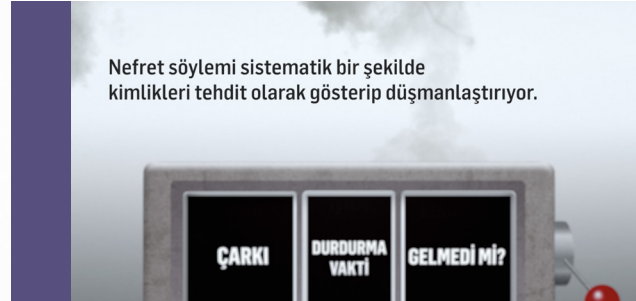 Nefret söylemi sistematik bir şekilde
kimlikleri tehdit olarak gösterip düşmanlaştırıyor.
ÇARKI
DURDURMA
VAKTİ
GELMEDİ Mİ?